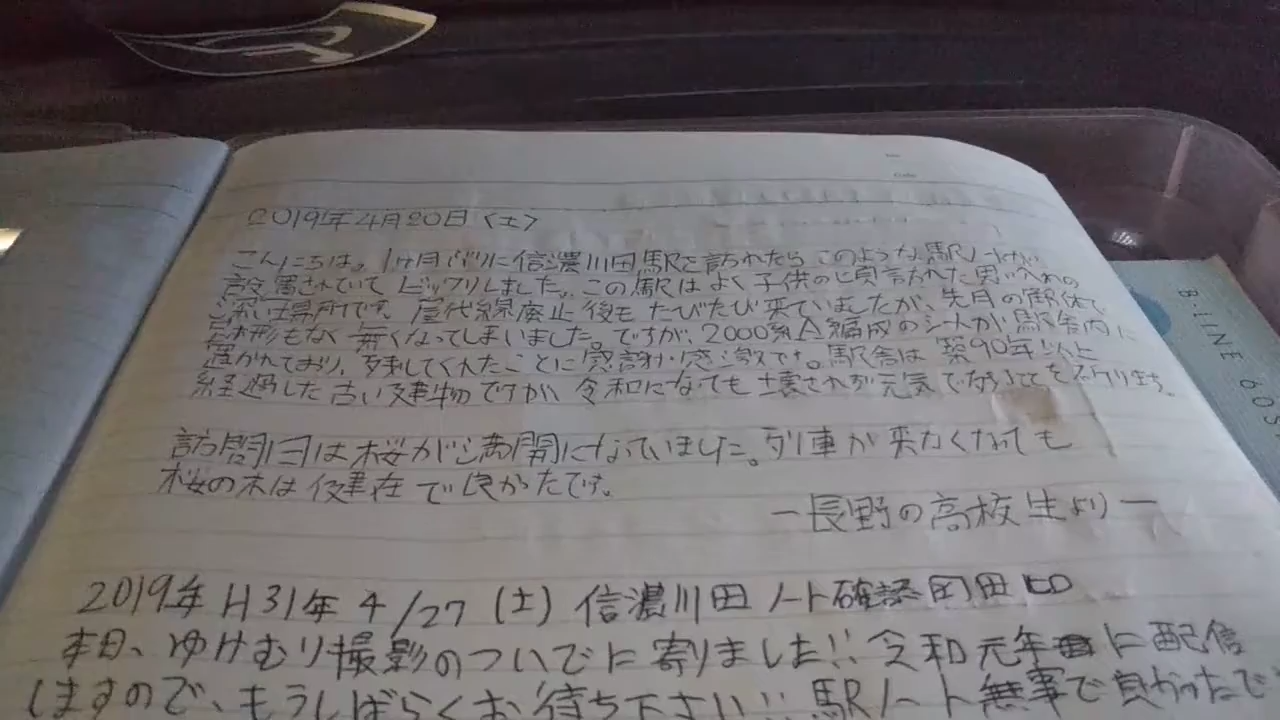 2019年4月20日(土)
こんにちは。1ヶ月ぶりに信濃川田駅を訪れたらこのような駅ノートが
設置されていてビックリしました。この駅はよく子供の頃訪れた思い入れの
深い場所です。屋代線廃止後もたびたび来ていましたが、先月の
跡形もなく無くなってしまいました。ですが、2000系A編成のシートが駅舎内に
置かれており、残してくれたことに感謝・感激です。駅舎は築90年以上
経過した古い建物ですが、令和になっても壊されず元気で
訪問日は桜が満開になっていました。列車が来なくなっても
桜の木は健在で良かったです。
ー長野の高校生よりー
2019年 H31年 4/27 (土) 信濃川田 ノート確認
本日、ゆけむり撮影のついでに寄りました!! 令和元年に配信
しますので、もうしばらくお待ち下さい!! 駅ノート無事で良かったで
BLINE 60S